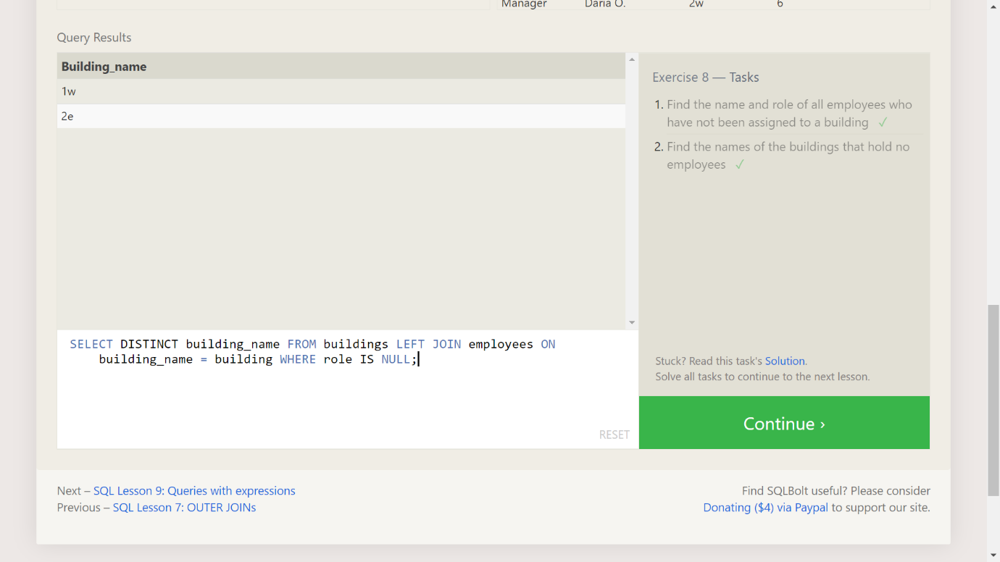 Manager Daria O. 2w 6
Query Results
Building_name
1w
2e
Exercise 8 — Tasks
1. Find the name and role of all employees who
have not been assigned to a building ✓
2. Find the names of the buildings that hold no
employees ✓
SELECT DISTINCT building_name FROM buildings LEFT JOIN employees ON
building_name = building WHERE role IS NULL;
RESET
Stuck? Read this task's Solution.
Solve all tasks to continue to the next lesson.
Continue ›
Next – SQL Lesson 9: Queries with expressions
Previous – SQL Lesson 7: OUTER JOINs
Find SQLBolt useful? Please consider
Donating ($4) via Paypal to support our site.